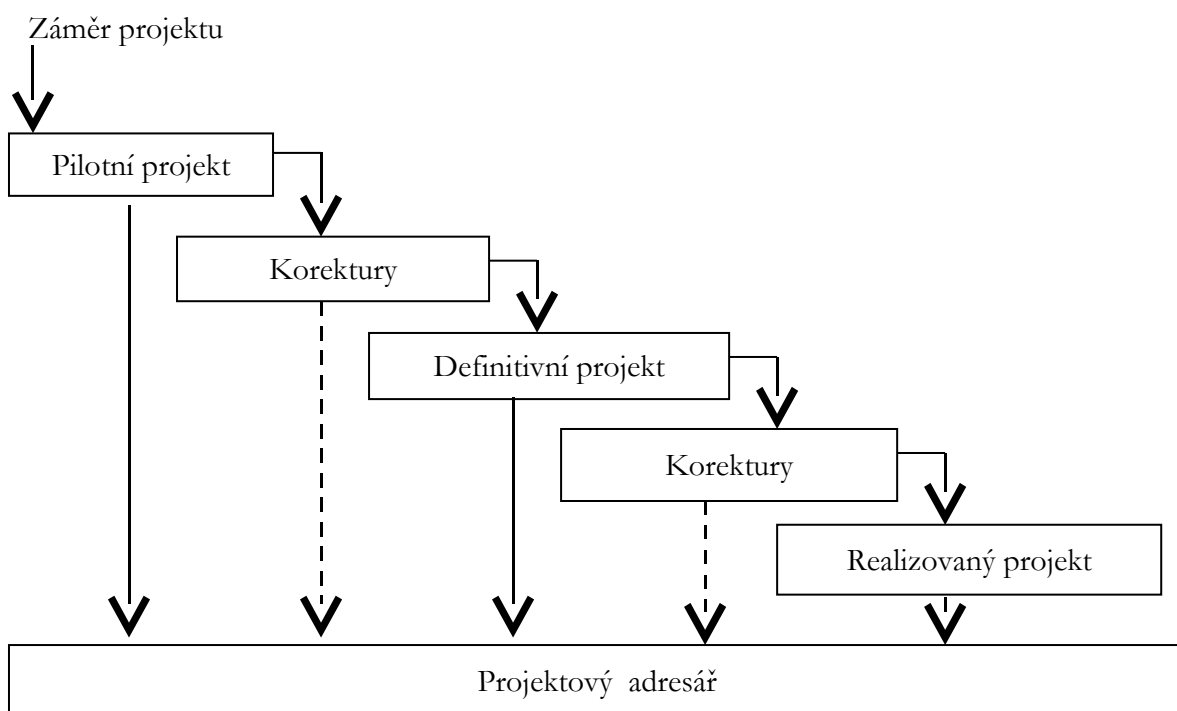 Záměr projektu
Pilotní projekt
Korektury
Definitivní projekt
Korektury
Realizovaný projekt
Projektový adresář